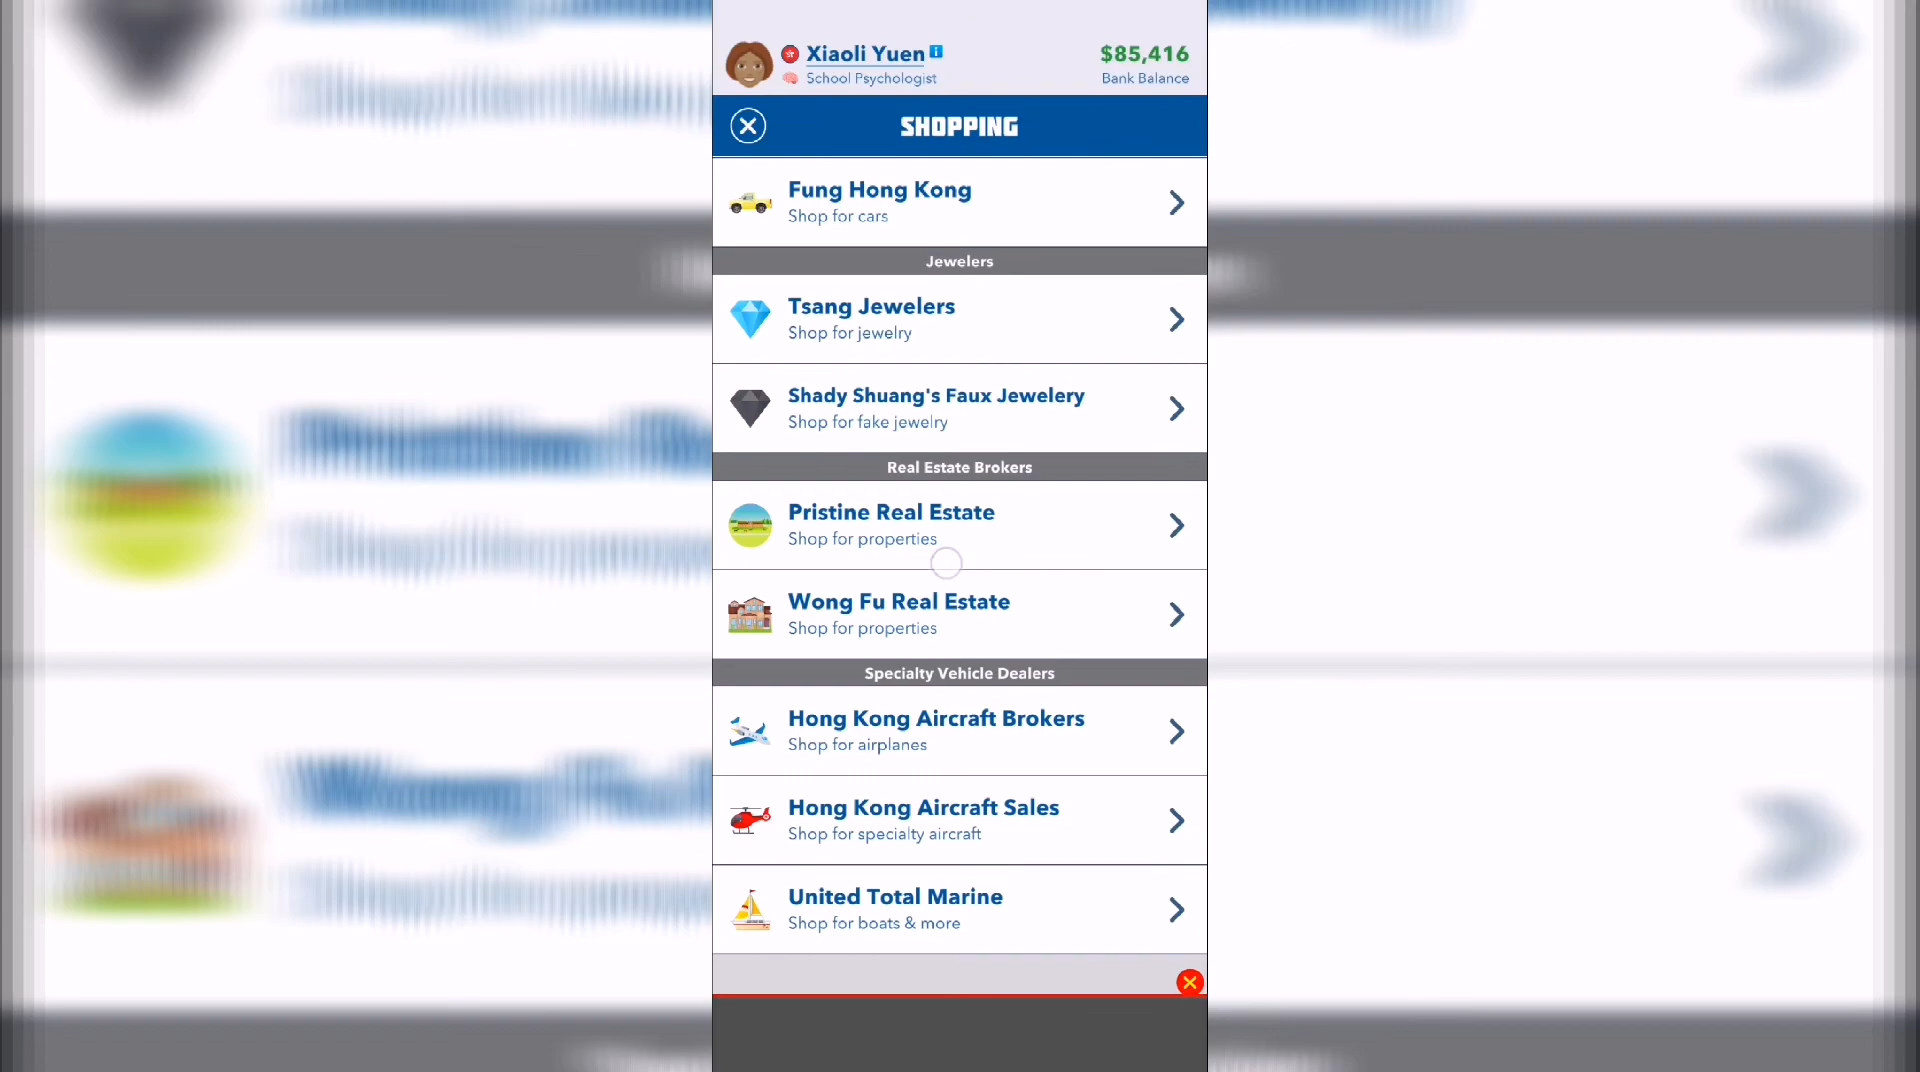 Xiaoli Yuen
$85,416
School Psychologist
Bank Balance
SHOPPING
Fung Hong Kong
Shop for cars
Jewelers
Tsang Jewelers
Shop for jewelry
Shady Shuang's Faux Jewelery
Shop for fake jewelry
Real Estate Brokers
Pristine Real Estate
Shop for properties
Wong Fu Real Estate
Shop for properties
Specialty Vehicle Dealers
Hong Kong Aircraft Brokers
Shop for airplanes
Hong Kong Aircraft Sales
Shop for specialty aircraft
United Total Marine
Shop for boats & more